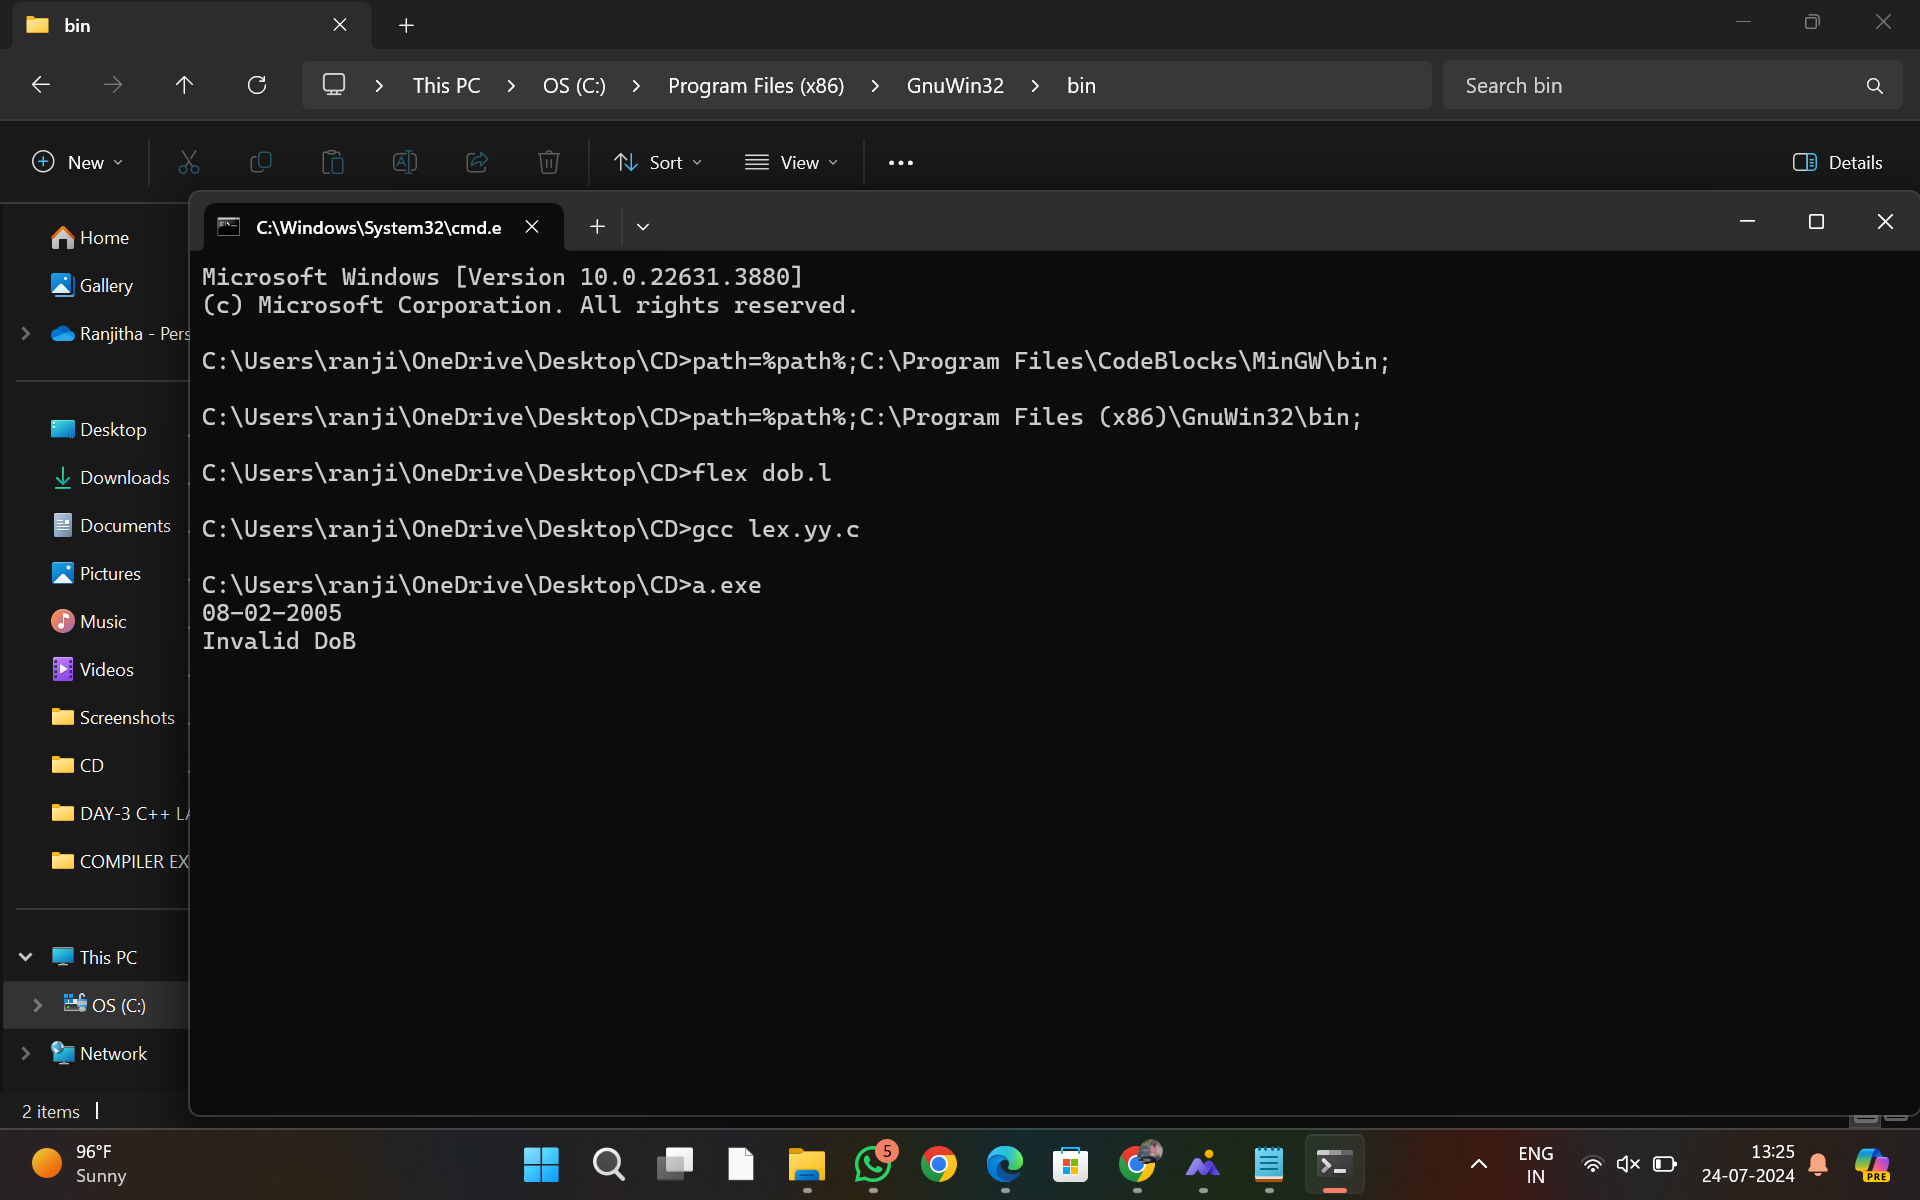 bin
This PC > OS (C:) > Program Files (x86) > GnuWin32 > bin
Search bin
New
Sort
View
Details
C:\Windows\System32\cmd.e
Home
Gallery
Ranjitha - Pers
Desktop
Downloads
Documents
Pictures
Music
Videos
Screenshots
CD
DAY-3 C++ LA
COMPILER EX
This PC
OS (C:)
Network
2 items
Microsoft Windows [Version 10.0.22631.3880]
(c) Microsoft Corporation. All rights reserved.
C:\Users\ranji\OneDrive\Desktop\CD>path=%path%;C:\Program Files\CodeBlocks\MinGW\bin;
C:\Users\ranji\OneDrive\Desktop\CD>path=%path%;C:\Program Files (x86)\GnuWin32\bin;
C:\Users\ranji\OneDrive\Desktop\CD>flex dob.l
C:\Users\ranji\OneDrive\Desktop\CD>gcc lex.yy.c
C:\Users\ranji\OneDrive\Desktop\CD>a.exe
08-02-2005
Invalid DoB
96°F
Sunny
5
ENG
IN
13:25
24-07-2024
PRE